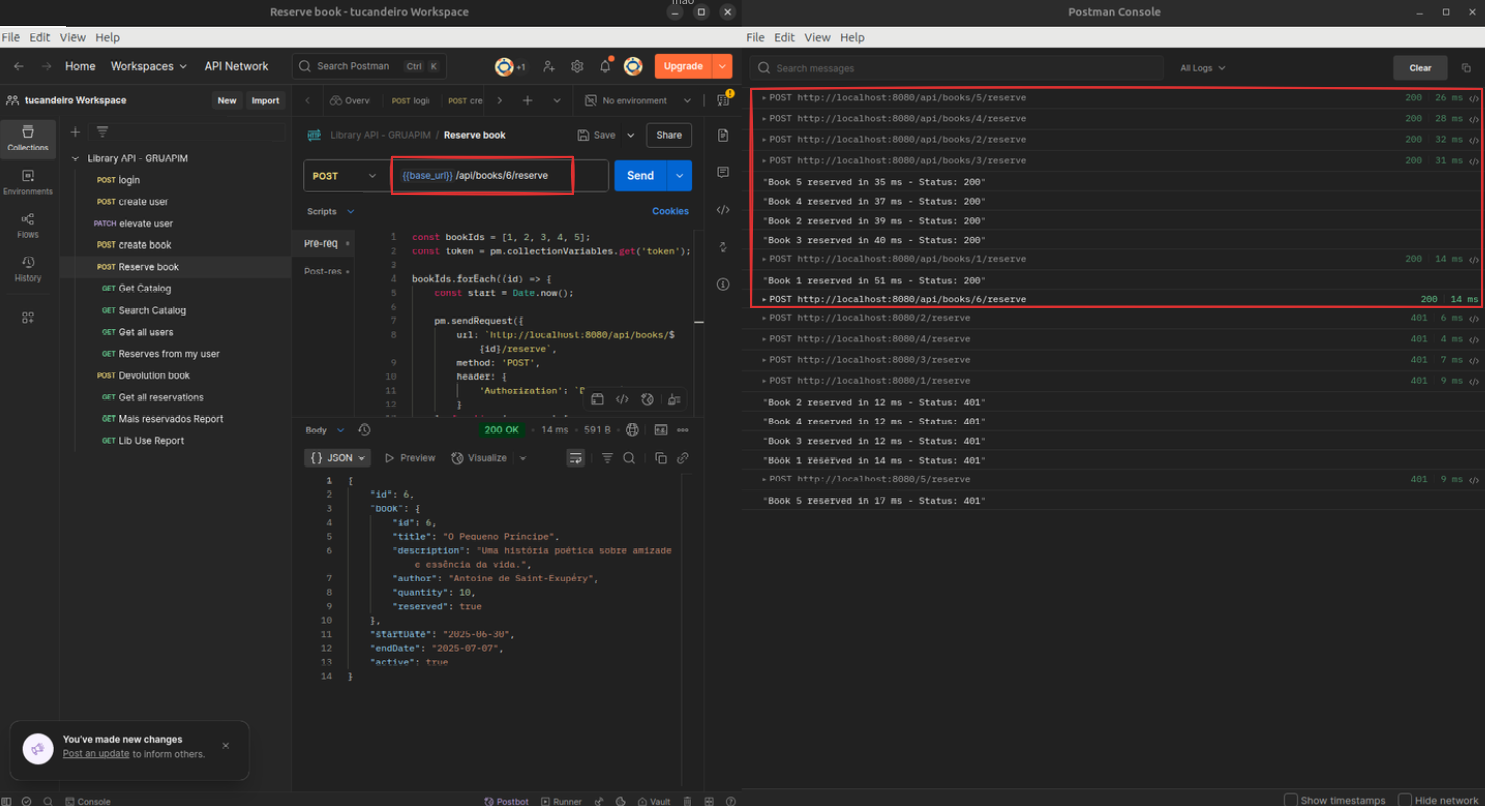 Reserve book - tucandeiro Workspace
File Edit View Help
Home Workspaces API Network
Search Postman Ctrl K
+1
Upgrade
tucandeiro Workspace
New Import
Collections
Environments
Flows
History
Library API - GRUAPIM
POST login
POST create user
PATCH elevate user
POST create book
POST Reserve book
GET Get Catalog
GET Search Catalog
GET Get all users
GET Reserves from my user
POST Devolution book
GET Get all reservations
GET Mais reservados Report
GET Lib Use Report
You've made new changes
Post an update to inform others.
Overv POST logi POST cre
No environment
Library API - GRUAPIM / Reserve book
Save Share
POST {{base_url}} /api/books/6/reserve
Send
Scripts Cookies
Pre-req
Post-res
1 const bookIds = [1, 2, 3, 4, 5];
2 const token = pm.collectionVariables.get('token');
3
4 bookIds.forEach((id) => {
5 const start = Date.now();
6
7 pm.sendRequest({
8 url: `http://localhost:8080/api/books/$
{id}/reserve`,
9 method: 'POST',
10 header: {
11 'Authorization': `
12 }
Body 200 OK 14 ms 591 B
{} JSON Preview Visualize
1 {
2 "id": 6,
3 "book": {
4 "id": 6,
5 "title": "O Pequeno Príncipe",
6 "description": "Uma história poética sobre amizade
e essência da vida.",
7 "author": "Antoine de Saint-Exupéry",
8 "quantity": 10,
9 "reserved": true
10 },
11 "startDate": "2025-06-30",
12 "endDate": "2025-07-07",
13 "active": true
14 }
Console
Postbot Runner Vault
Postman Console
File Edit View Help
Search messages
All Logs
Clear
POST http://localhost:8080/api/books/5/reserve 200 26 ms
POST http://localhost:8080/api/books/4/reserve 200 28 ms
POST http://localhost:8080/api/books/2/reserve 200 32 ms
POST http://localhost:8080/api/books/3/reserve 200 31 ms
"Book 5 reserved in 35 ms - Status: 200"
"Book 4 reserved in 37 ms - Status: 200"
"Book 2 reserved in 39 ms - Status: 200"
"Book 3 reserved in 40 ms - Status: 200"
POST http://localhost:8080/api/books/1/reserve 200 14 ms
"Book 1 reserved in 51 ms - Status: 200"
POST http://localhost:8080/api/books/6/reserve 200 14 ms
POST http://localhost:8080/2/reserve 401 6 ms
POST http://localhost:8080/4/reserve 401 4 ms
POST http://localhost:8080/3/reserve 401 7 ms
POST http://localhost:8080/1/reserve 401 9 ms
"Book 2 reserved in 12 ms - Status: 401"
"Book 4 reserved in 12 ms - Status: 401"
"Book 3 reserved in 12 ms - Status: 401"
"Book 1 reserved in 14 ms - Status: 401"
POST http://localhost:8080/5/reserve 401 9 ms
"Book 5 reserved in 17 ms - Status: 401"
Show timestamps Hide network